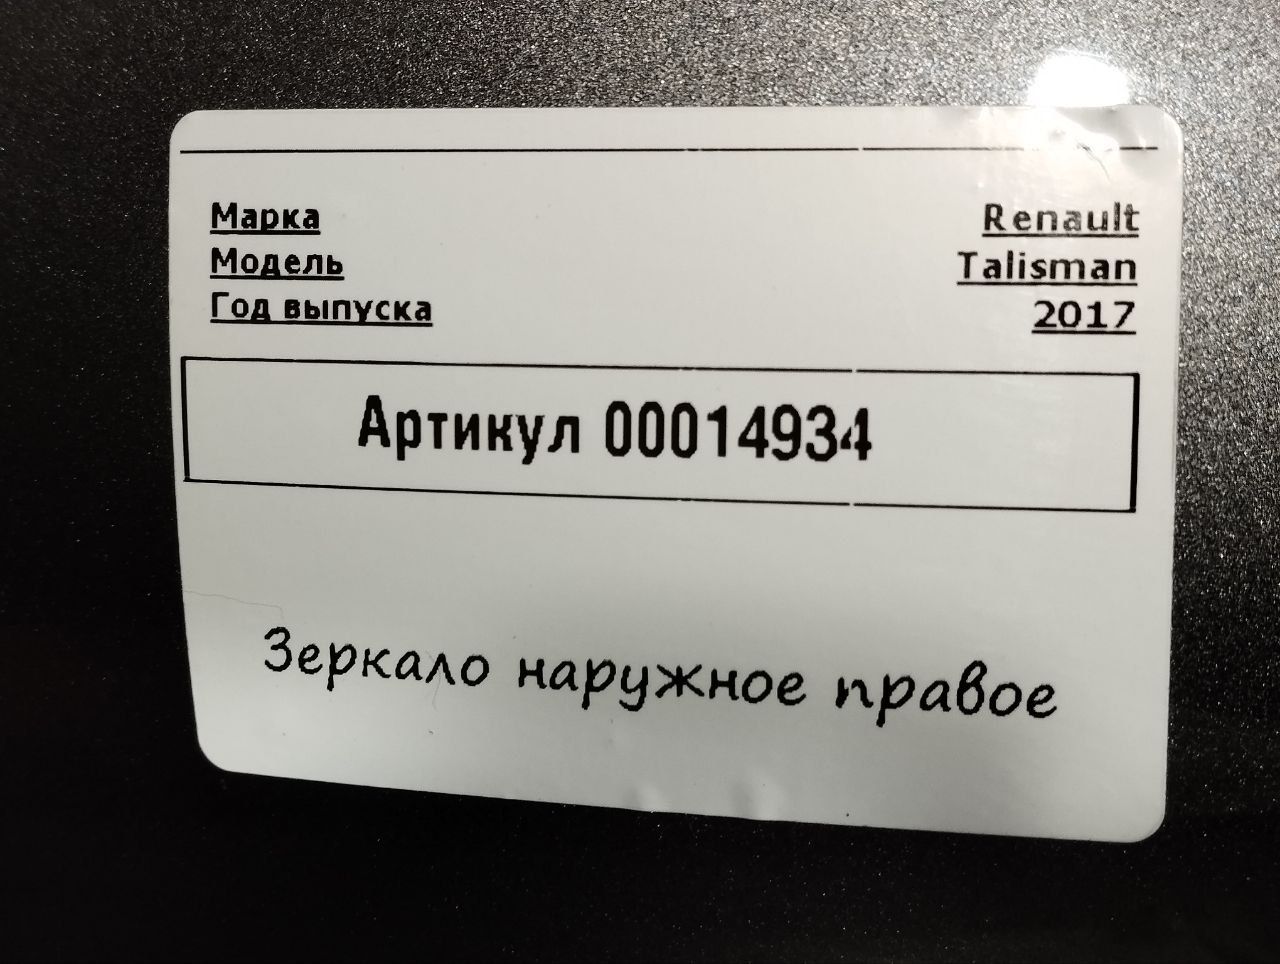 Марка Renault
Модель Talisman
Год выпуска 2017
Артикул 00014934
Зеркало наружное правое